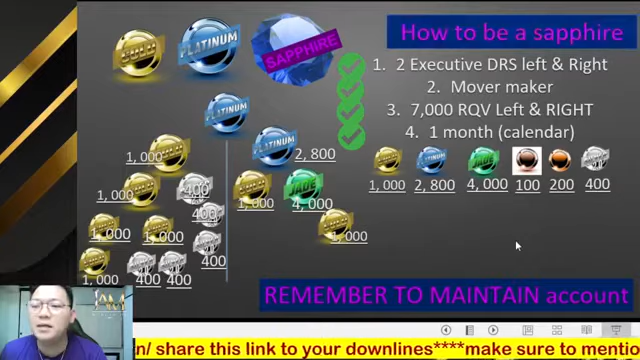 How to be a sapphire
GOLD
PLATINUM
SAPPHIRE
1. 2 Executive DRS left & Right
2. Mover maker
3. 7,000 RQV Left & RIGHT
4. 1 month (calendar)
PLATINUM
1,000
2,800
1,000
400
400
400
1,000
JADE
4,000
1,000
1,000
1,000
1,000
400
400
1,000
2,800
4,000
100
200
400
REMEMBER TO MAINTAIN account
/ share this link to your downlines****make sure to mentio